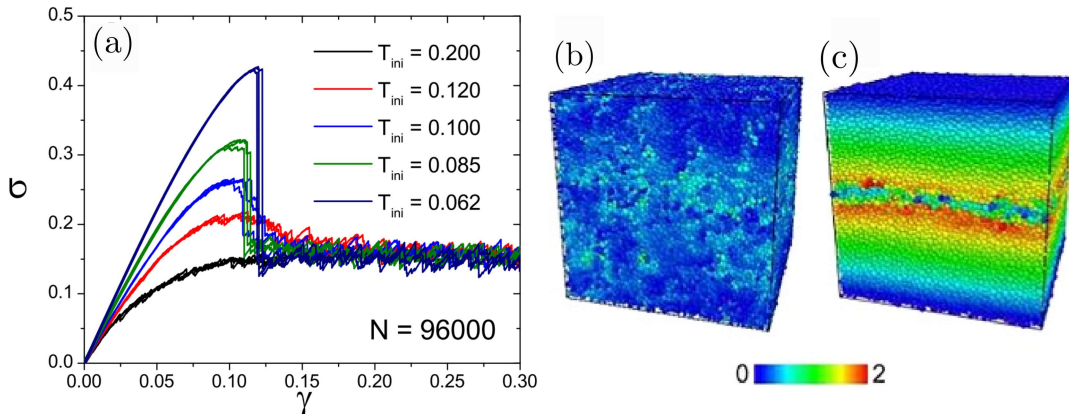 (a)
0.5
0.4
0.3
0.2
0.1
0.0
σ
0.00 0.05 0.10 0.15 0.20 0.25 0.30
γ
T_ini = 0.200
T_ini = 0.120
T_ini = 0.100
T_ini = 0.085
T_ini = 0.062
N = 96000
(b)
(c)
0 2